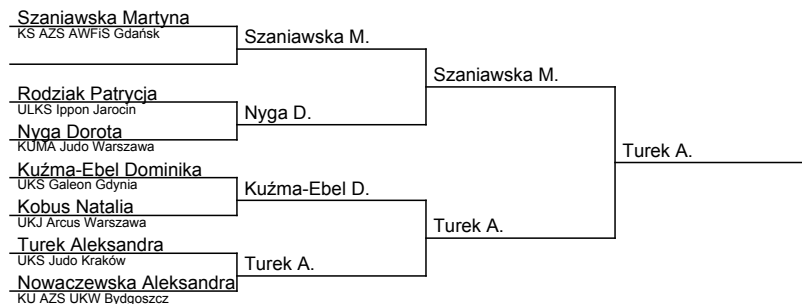 Szaniawska Martyna
KS AZS AWFiS Gdańsk
Szaniawska M.
Szaniawska M.
Rodziak Patrycja
ULKS Ippon Jarocin
Nyga D.
Nyga Dorota
KUMA Judo Warszawa
Turek A.
Kuźma-Ebel Dominika
UKS Galeon Gdynia
Kuźma-Ebel D.
Kobus Natalia
UKJ Arcus Warszawa
Turek A.
Turek Aleksandra
UKS Judo Kraków
Turek A.
Nowaczewska Aleksandra
KU AZS UKW Bydgoszcz